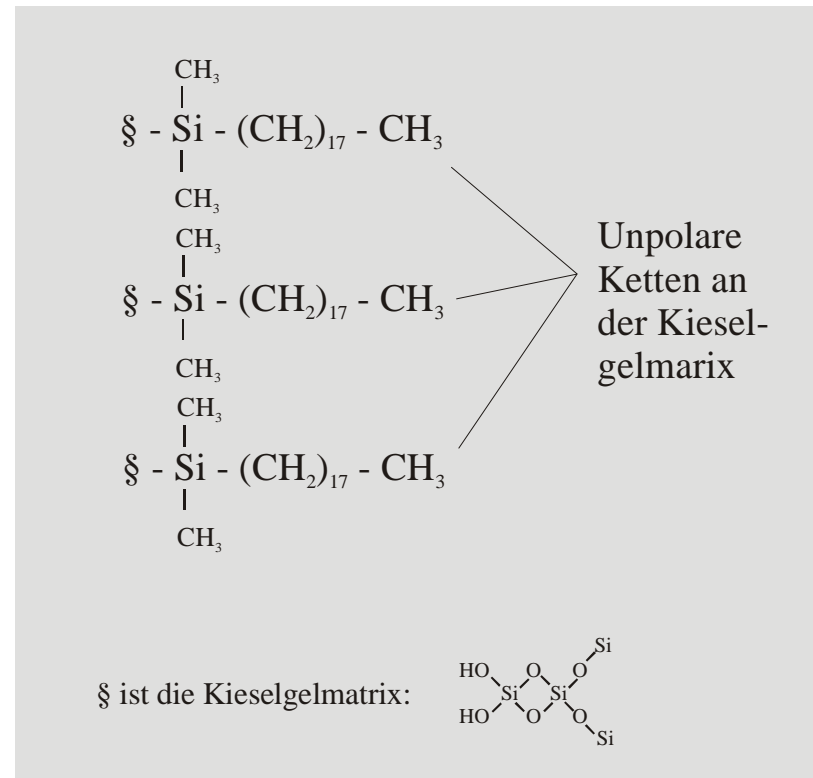 CH₃
§ - Si - (CH₂)₁₇ - CH₃
CH₃
CH₃
§ - Si - (CH₂)₁₇ - CH₃
CH₃
CH₃
§ - Si - (CH₂)₁₇ - CH₃
CH₃
Unpolare
Ketten an
der Kiesel-
gelmarix
§ ist die Kieselgelmatrix:
Si
HO O O
Si Si
HO O O
Si